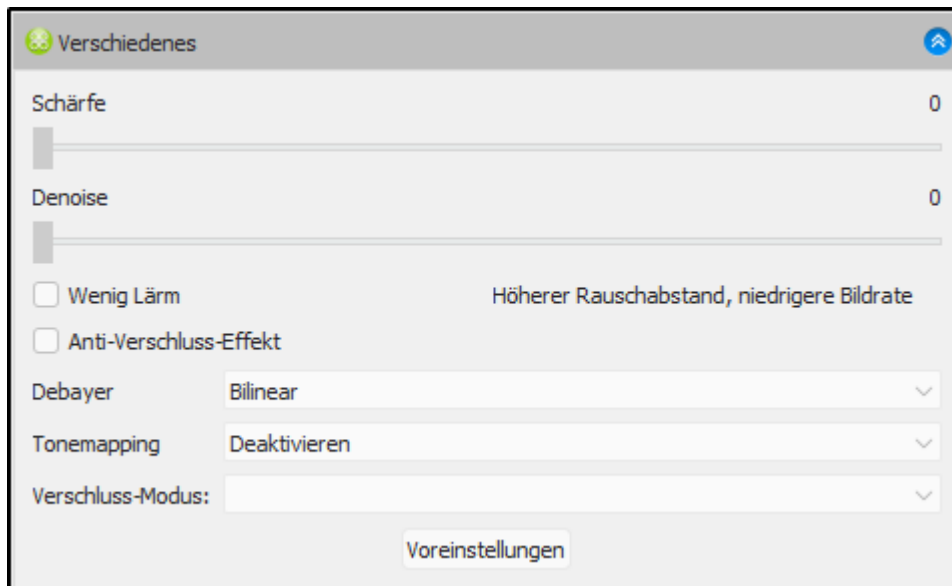 Verschiedenes
Schärfe 0
Denoise 0
Wenig Lärm Höherer Rauschabstand, niedrigere Bildrate
Anti-Verschluss-Effekt
Debayer Bilinear
Tonemapping Deaktivieren
Verschluss-Modus:
Voreinstellungen